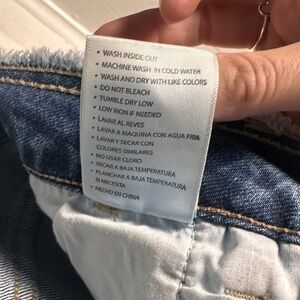 • WASH INSIDE OUT
• MACHINE WASH IN COLD WATER
• WASH AND DRY WITH LIKE COLORS
• DO NOT BLEACH
• TUMBLE DRY LOW
• LOW IRON IF NEEDED
• LAVAR AL REVES
• LAVAR A MAQUINA CON AGUA FRIA
• LAVAR Y SECAR CON
COLORES SIMILARES
• NO USAR CLORO
• SECAR A BAJA TEMPERATURA
• PLANCHAR A BAJA TEMPERATURA
SI NECESITA
• HECHO EN CHINA